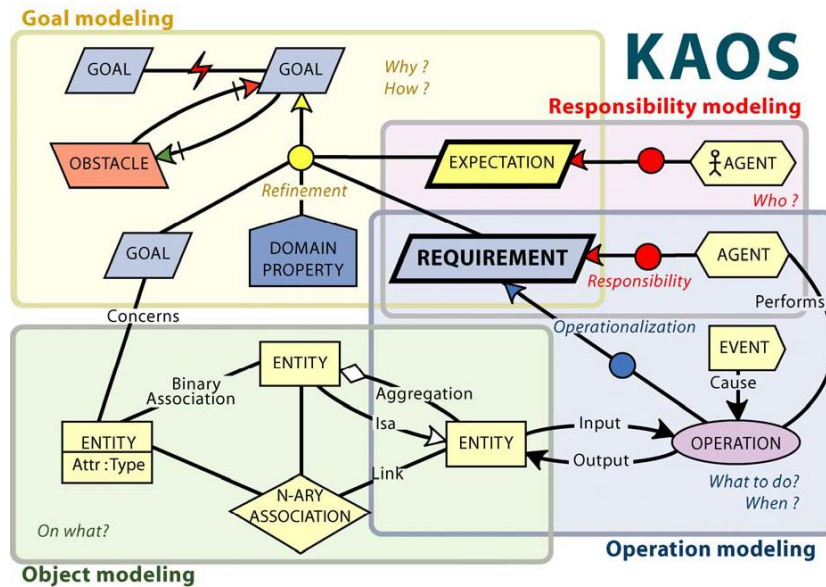 Goal modeling
KAOS
GOAL
GOAL
Why ?
How ?
Responsibility modeling
OBSTACLE
EXPECTATION
AGENT
Refinement
Who ?
GOAL
DOMAIN
PROPERTY
REQUIREMENT
AGENT
Responsibility
Performs
Concerns
Operationalization
EVENT
ENTITY
Binary
Association
Aggregation
Cause
Isa
Input
ENTITY
Attr :Type
ENTITY
OPERATION
Link
Output
N-ARY
ASSOCIATION
What to do?
When ?
On what?
Operation modeling
Object modeling